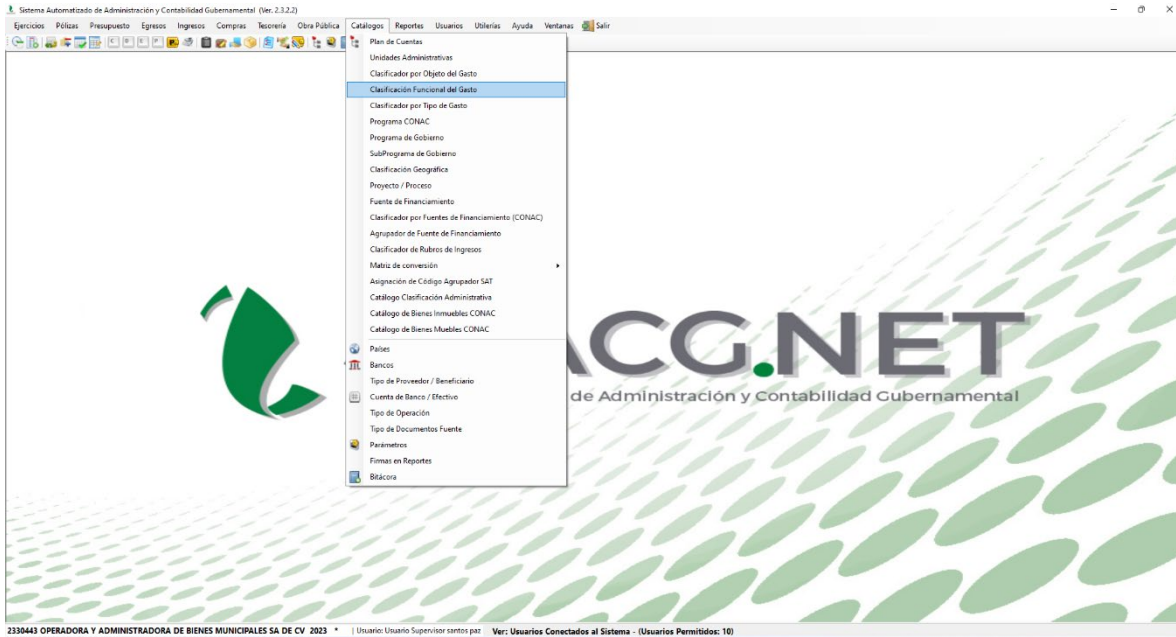 Sistema Automatizado de Administración y Contabilidad Gubernamental (Ver. 2.3.2.2)
Ejercicios Pólizas Presupuesto Egresos Ingresos Compras Tesorería Obra Pública Catálogos Reportes Usuarios Utilerías Ayuda Ventanas Salir
Plan de Cuentas
Unidades Administrativas
Clasificador por Objeto del Gasto
Clasificación Funcional del Gasto
Clasificador por Tipo de Gasto
Programa CONAC
Programa de Gobierno
SubPrograma de Gobierno
Clasificación Geográfica
Proyecto / Proceso
Fuente de Financiamiento
Clasificador por Fuentes de Financiamiento (CONAC)
Agrupador de Fuente de Financiamiento
Clasificador de Rubros de Ingresos
Matriz de conversión
Asignación de Código Agrupador SAT
Catálogo Clasificación Administrativa
Catálogo de Bienes Inmuebles CONAC
Catálogo de Bienes Muebles CONAC
Países
Bancos
Tipo de Proveedor / Beneficiario
Cuenta de Banco / Efectivo
Tipo de Operación
Tipo de Documentos Fuente
Parámetros
Firmas en Reportes
Bitácora
ACG.NET
de Administración y Contabilidad Gubernamental
2330443 OPERADORA Y ADMINISTRADORA DE BIENES MUNICIPALES SA DE CV 2023 * | Usuario: Usuario Supervisor santos paz Ver: Usuarios Conectados al Sistema - (Usuarios Permitidos: 10)